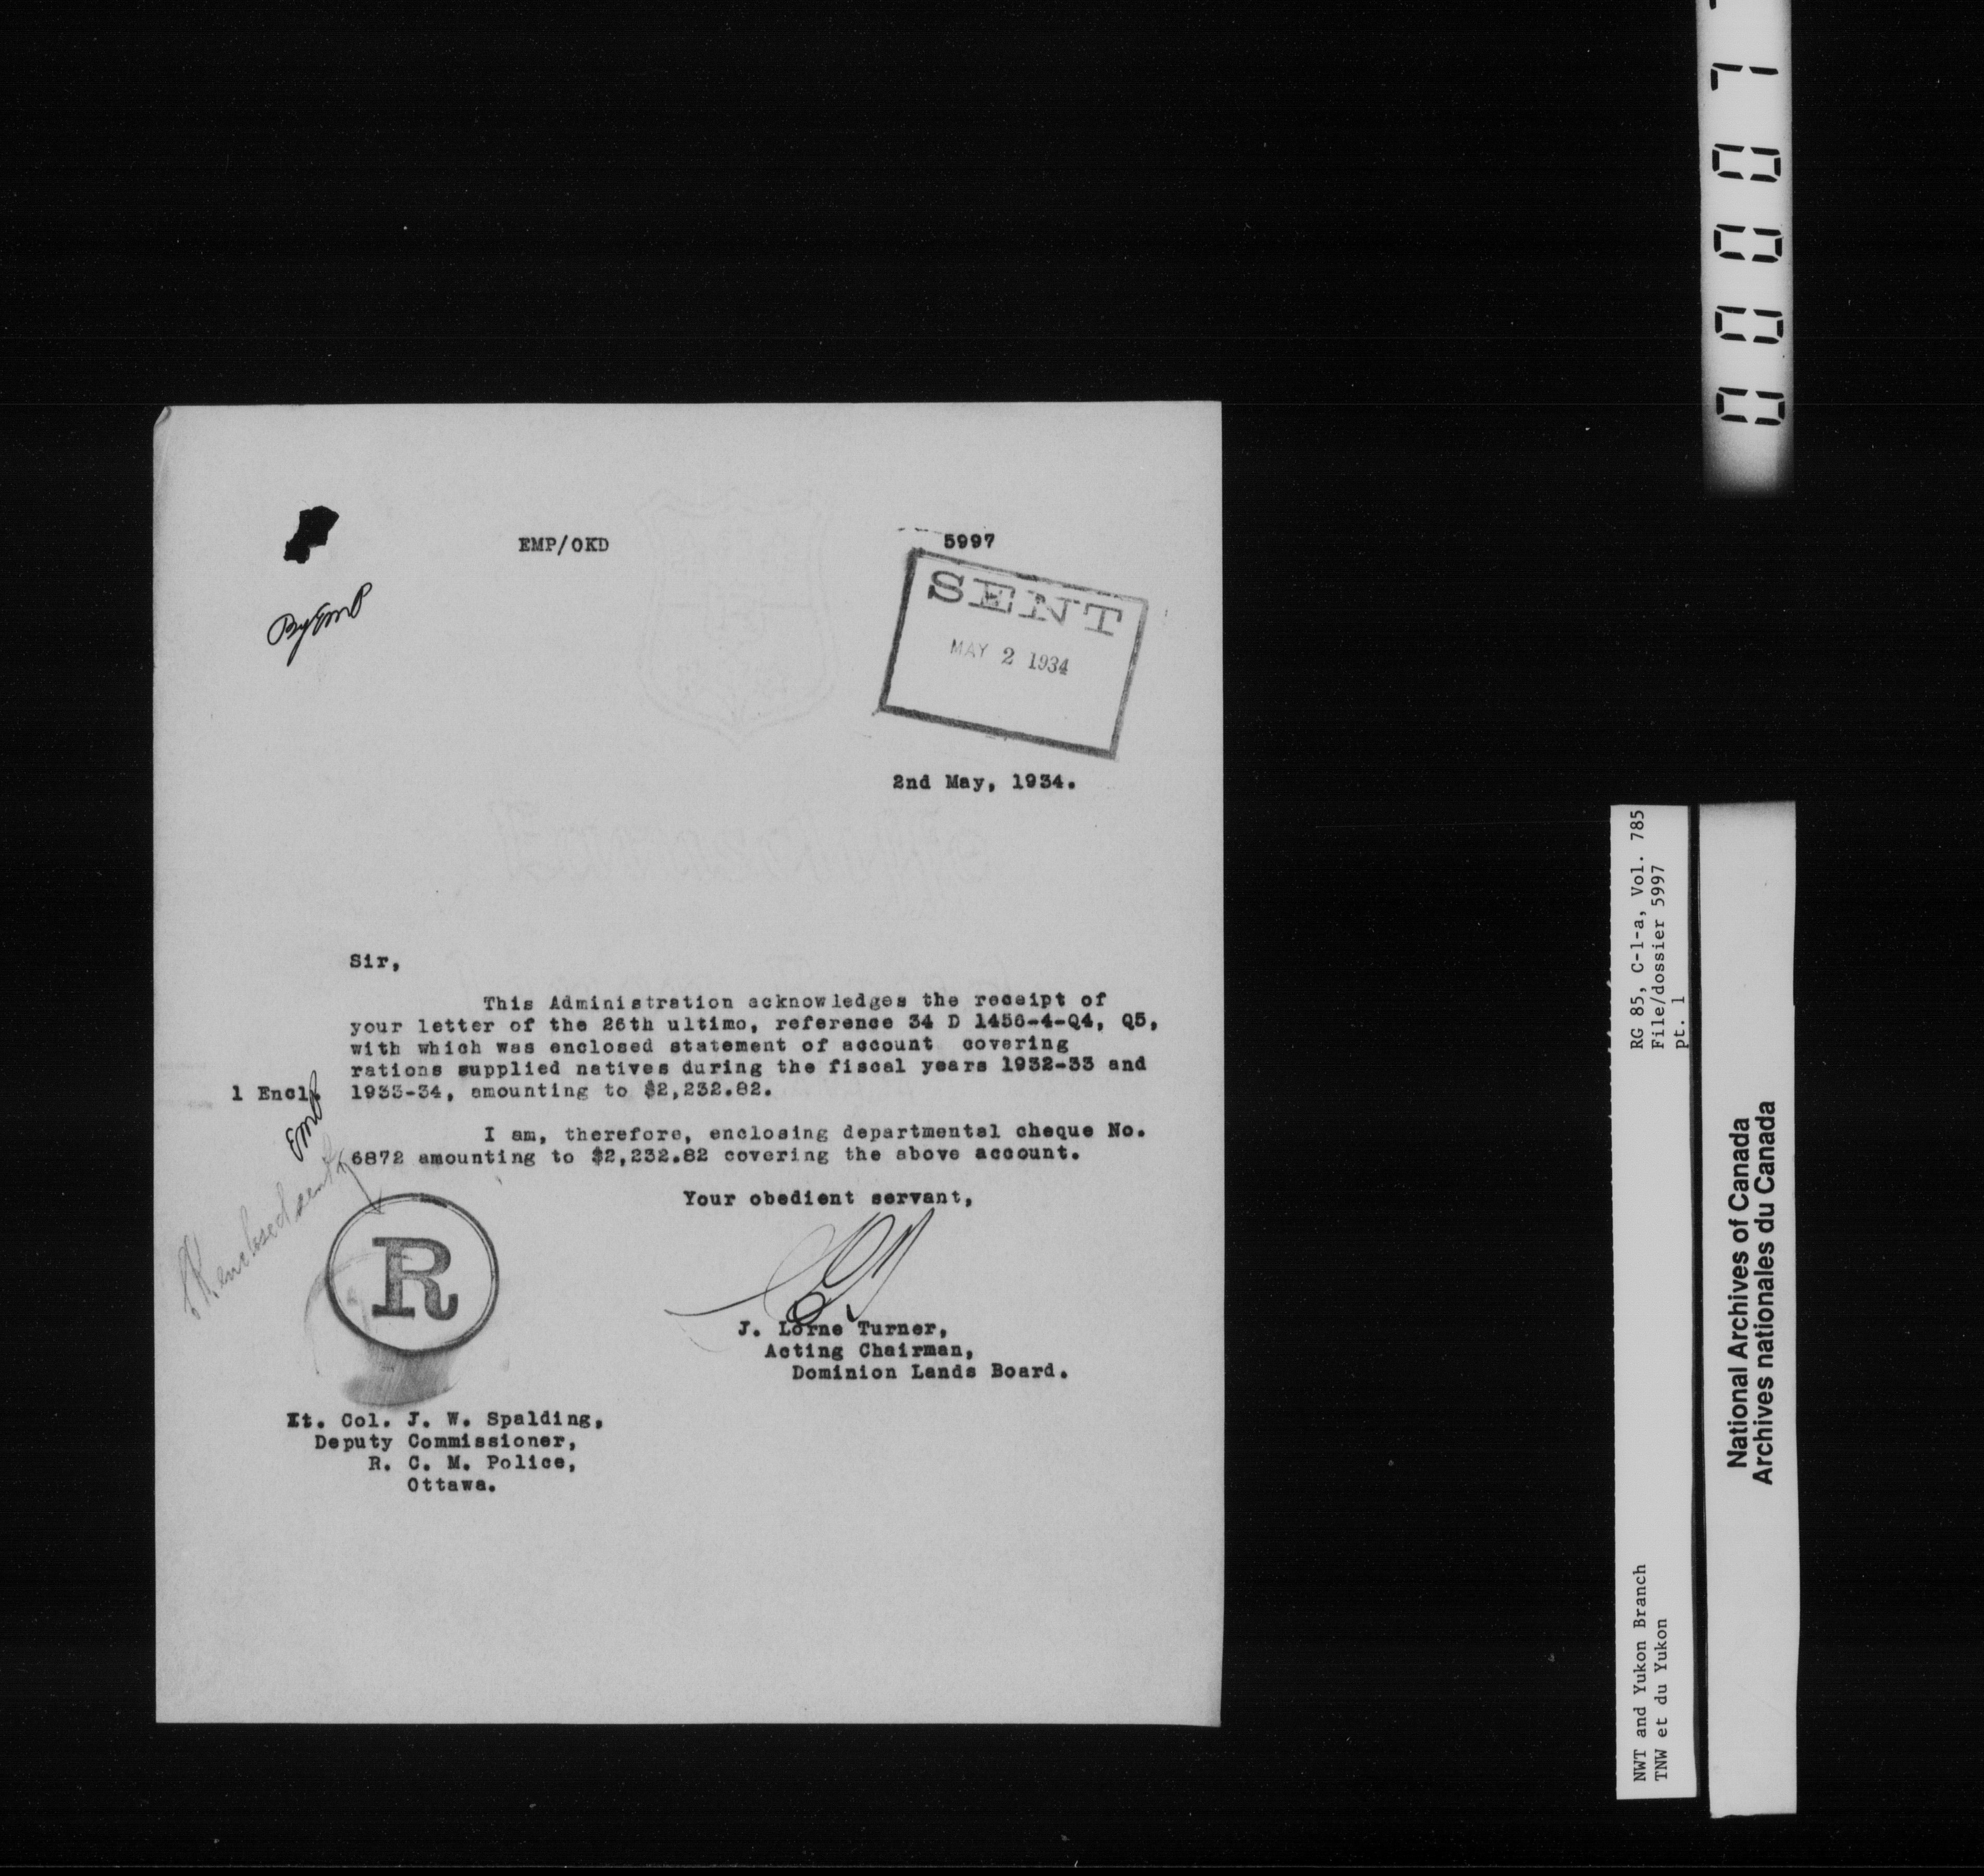 EMP/OKD
5997
By EMP
SENT
MAY 2 1934
2nd May, 1934.
Sir,
This Administration acknowledges the receipt of
your letter of the 26th ultimo, reference 34 D 1456-4-Q4, Q5,
with which was enclosed statement of account covering
rations supplied natives during the fiscal years 1932-33 and
1 Encl.
1933-34, amounting to $2,232.82.
EMP
I am, therefore, enclosing departmental cheque No.
6872 amounting to $2,232.82 covering the above account.
enclosed sent
Your obedient servant,
R
J. Lorne Turner,
Acting Chairman,
Dominion Lands Board.
Lt. Col. J. W. Spalding,
Deputy Commissioner,
R. C. M. Police,
Ottawa.
RG 85, C-1-a, Vol. 785
File/dossier 5997
pt. 1
NWT and Yukon Branch
TNW et du Yukon
National Archives of Canada
Archives nationales du Canada